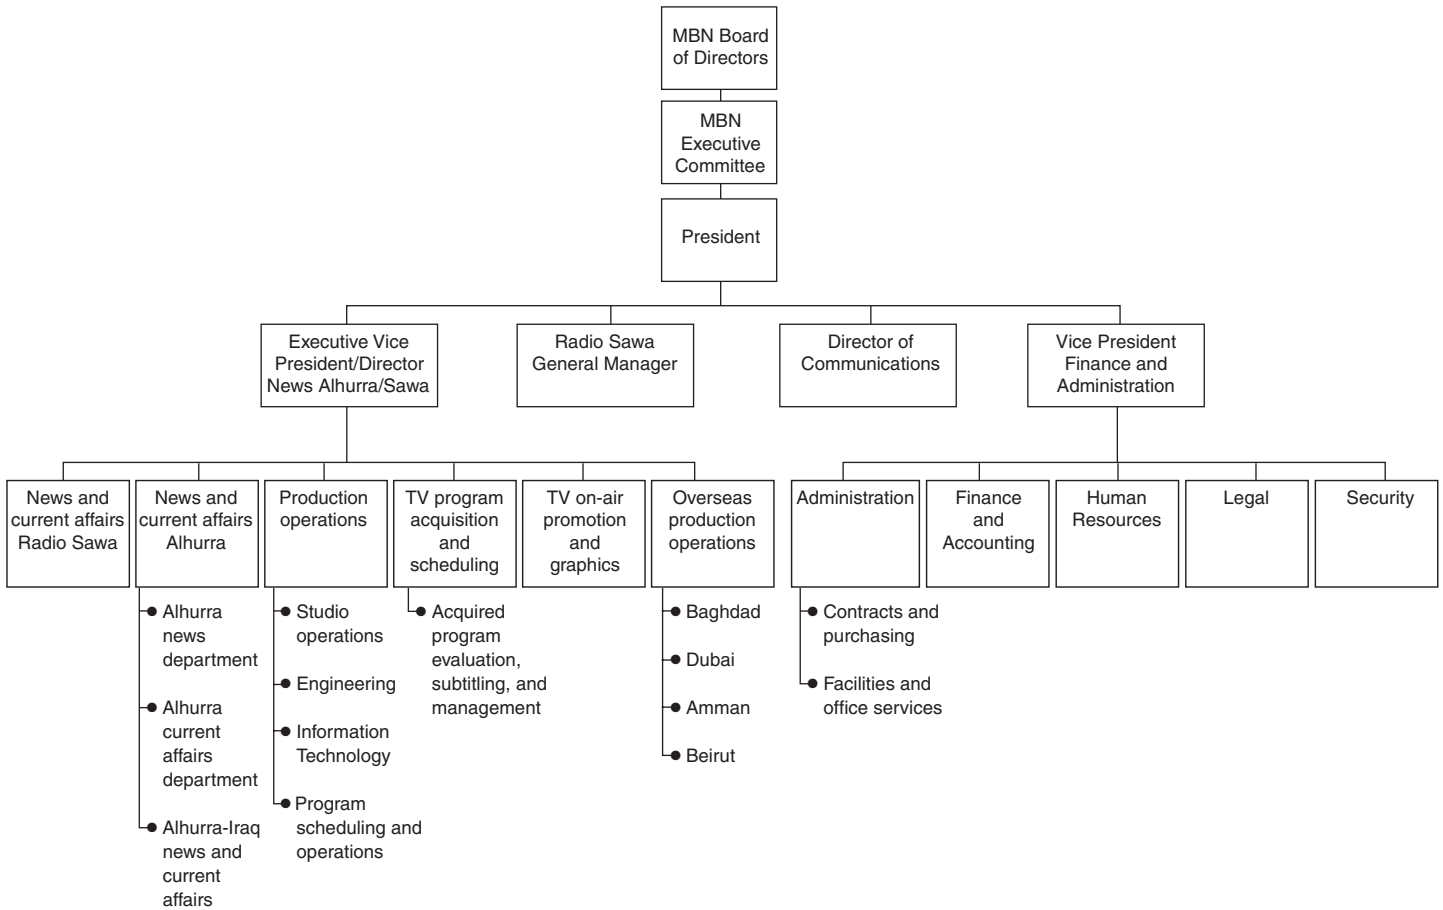 MBN Board
of Directors
MBN
Executive
Committee
President
Executive Vice
President/Director
News Alhurra/Sawa
Radio Sawa
General Manager
Director of
Communications
Vice President
Finance and
Administration
News and
current affairs
Radio Sawa
News and
current affairs
Alhurra
Production
operations
TV program
acquisition
and
scheduling
TV on-air
promotion
and
graphics
Overseas
production
operations
Administration
Finance
and
Accounting
Human
Resources
Legal
Security
Alhurra
news
department
Alhurra
current
affairs
department
Alhurra-Iraq
news and
current
affairs
Studio
operations
Engineering
Information
Technology
Program
scheduling and
operations
Acquired
program
evaluation,
subtitling, and
management
Baghdad
Dubai
Amman
Beirut
Contracts and
purchasing
Facilities and
office services